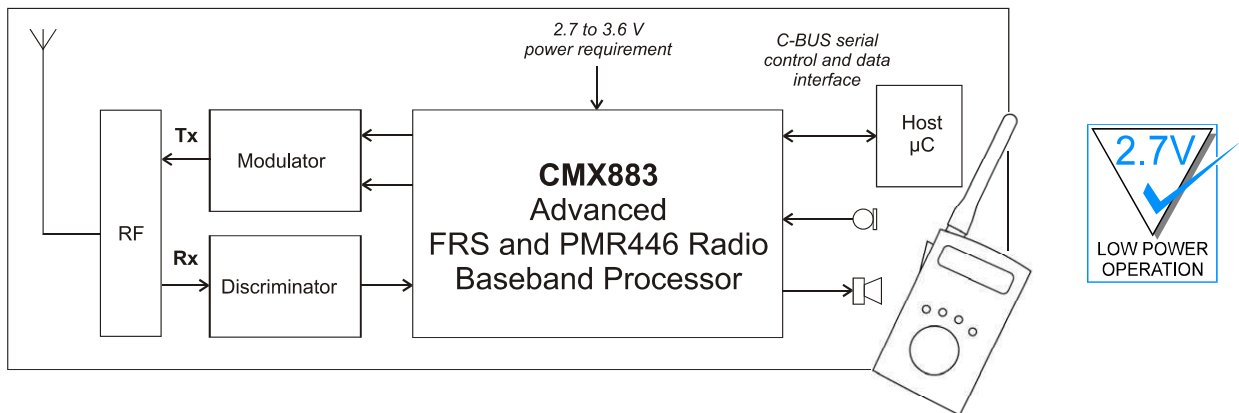 2.7 to 3.6 V
power requirement
C-BUS serial
control and data
interface
Tx
Modulator
RF
Rx
Discriminator
CMX883
Advanced
FRS and PMR446 Radio
Baseband Processor
Host
µC
2.7V
LOW POWER
OPERATION